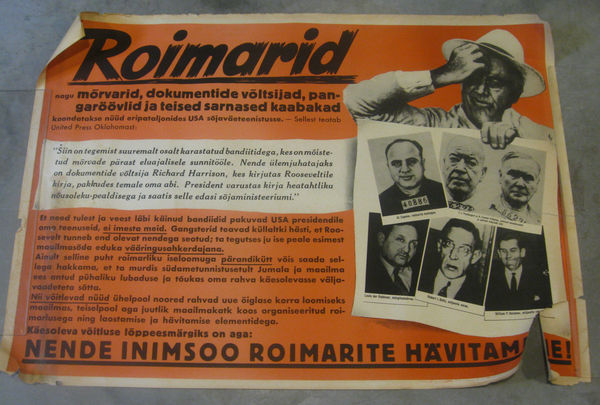 Roimarid
nagu mõrvarid, dokumentide võltsijad, pan-
garöövlid ja teised sarnased kaabakad
koondatakse nüüd eripataljonides USA sõjaväeteenistusse. — Sellest teatab
United Press Oklahomast:
"Siin on tegemist suuremalt osalt karastatud bandiitidega, kes on mõiste-
tud mõrvade pärast eluajalisele sunnitööle. Nende ülemjuhatajaks
on dokumentide võltsija Richard Harrison, kes kirjutas Rooseveltile
kirja, pakkudes temale oma abi. President varustas kirja heatahtliku
nõusoleku-pealdisega ja saatis selle edasi sõjaministeeriumi."
Et need tulest ja veest läbi käinud bandiidid pakuvad USA presidendile
oma teenuseid, ei imesta meid. Gangsterid teavad küllaltki hästi, et Roo-
sevelt tunneb end olevat nendega seotud; ta tegutses ju ise peale esimest
maailmasõda eduka vääringusahkerdajana.
Ainult selline puht roimarliku iseloomuga pärandikütt võis saada sel-
lega hakkama, et ta murdis südametunnistusetult Jumala ja maailma
ees antud pühaliku lubaduse ja tõukas oma rahva käesolevasse välja-
vaadeteta sõtta.
Nii võitlevad nüüd ühelpool noored rahvad uue õiglase korra loomiseks
maailmas, teiselpool aga juutlik maailmakatk koos organiseeritud roi-
marlusega ning laostamise ja hävitamise elementidega.
Käesoleva võitluse lõppeesmärgiks on aga:
NENDE INIMSOO ROIMARITE HÄVITAM
40886